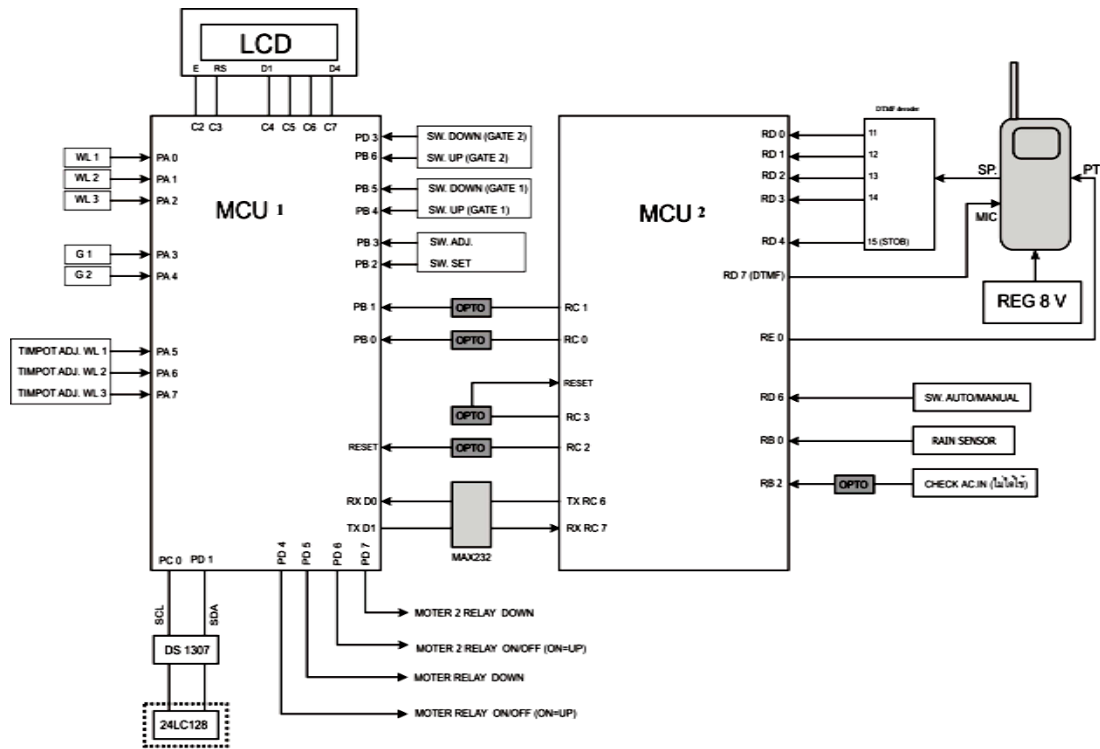 LCD
E RS D1 D4
C2 C3 C4 C5 C6 C7
MCU 1
WL 1 PA 0
WL 2 PA 1
WL 3 PA 2
G 1 PA 3
G 2 PA 4
TIMPOT ADJ. WL 1 PA 5
TIMPOT ADJ. WL 2 PA 6
TIMPOT ADJ. WL 3 PA 7
PD 3 SW. DOWN (GATE 2)
PB 6 SW. UP (GATE 2)
PB 5 SW. DOWN (GATE 1)
PB 4 SW. UP (GATE 1)
PB 3 SW. ADJ.
PB 2 SW. SET
PB 1 OPTO RC 1
PB 0 OPTO RC 0
RESET
OPTO RC 3
RESET OPTO RC 2
RX D0 TX RC 6
TX D1 RX RC 7
MAX232
PC 0 PD 1 PD 4 PD 5 PD 6 PD 7
SCL SDA
DS 1307
24LC128
MOTER 2 RELAY DOWN
MOTER 2 RELAY ON/OFF (ON=UP)
MOTER RELAY DOWN
MOTER RELAY ON/OFF (ON=UP)
MCU 2
DTMF decoder
RD 0 11
RD 1 12
RD 2 13
RD 3 14
RD 4 15 (STOB)
RD 7 (DTMF)
SP. PT
MIC
REG 8 V
RE 0
RD 6 SW. AUTO/MANUAL
RB 0 RAIN SENSOR
RB 2 OPTO CHECK AC.IN (ไม่ได้ใช้)